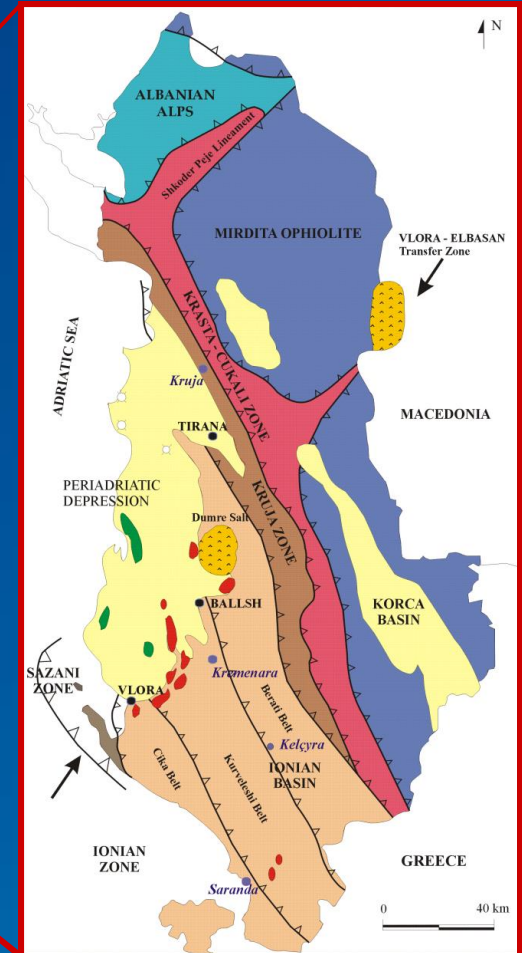 N
ALBANIAN
ALPS
Shkoder Peje Lineament
MIRDITA OPHIOLITE
VLORA - ELBASAN
Transfer Zone
ADRIATIC SEA
KRASTA - CUKALI ZONE
Kruja
MACEDONIA
TIRANA
PERIADRIATIC
DEPRESSION
KRUJA ZONE
Dumre Salt
BALLSH
KORCA
BASIN
SAZANI
ZONE
Kremenara
VLORA
Berati Belt
Kelçyra
Cika Belt
Kurveleshi Belt
IONIAN
BASIN
IONIAN
ZONE
GREECE
Saranda
0 40 km